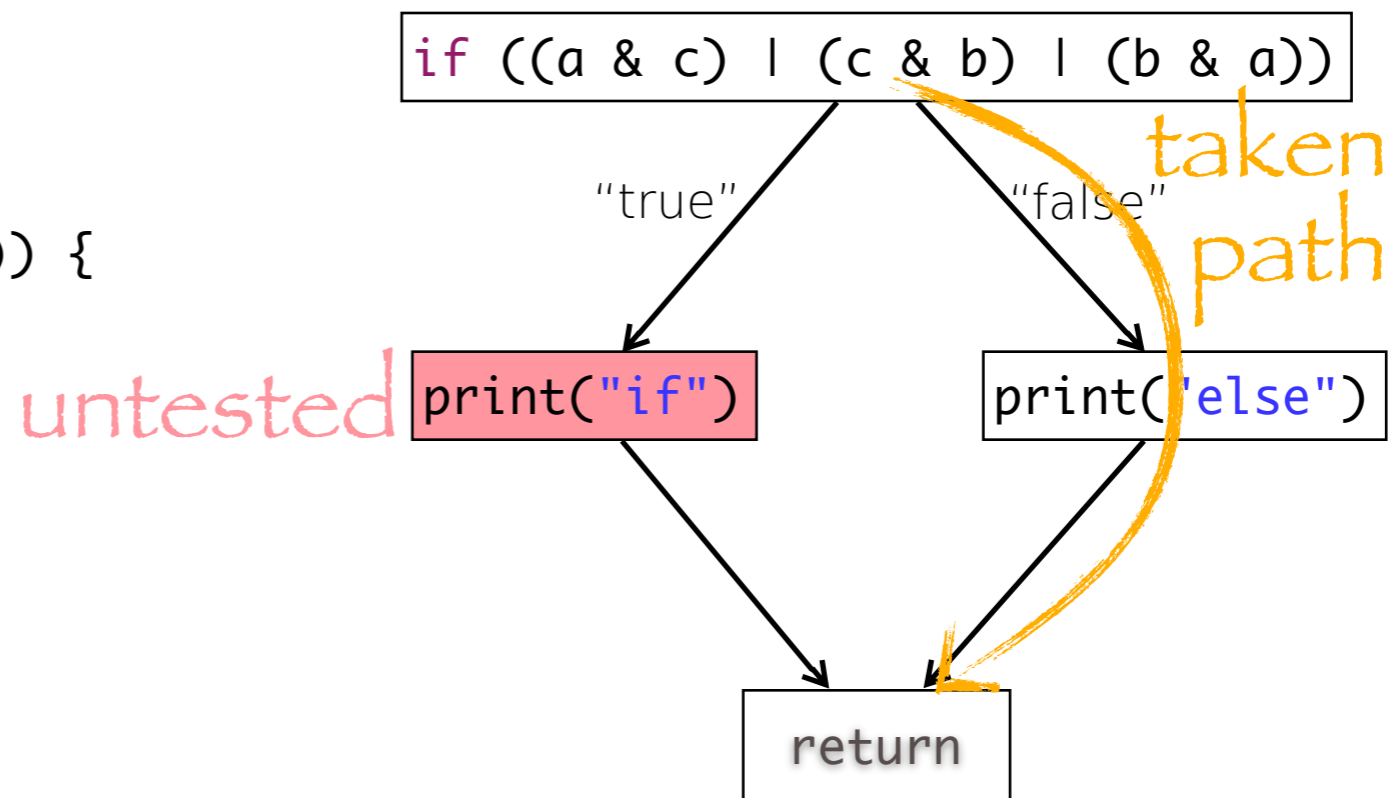 if ((a & c) | (c & b) | (b & a))
taken
“true”
“false”
path
)) {
untested
print("if")
print("else")
return